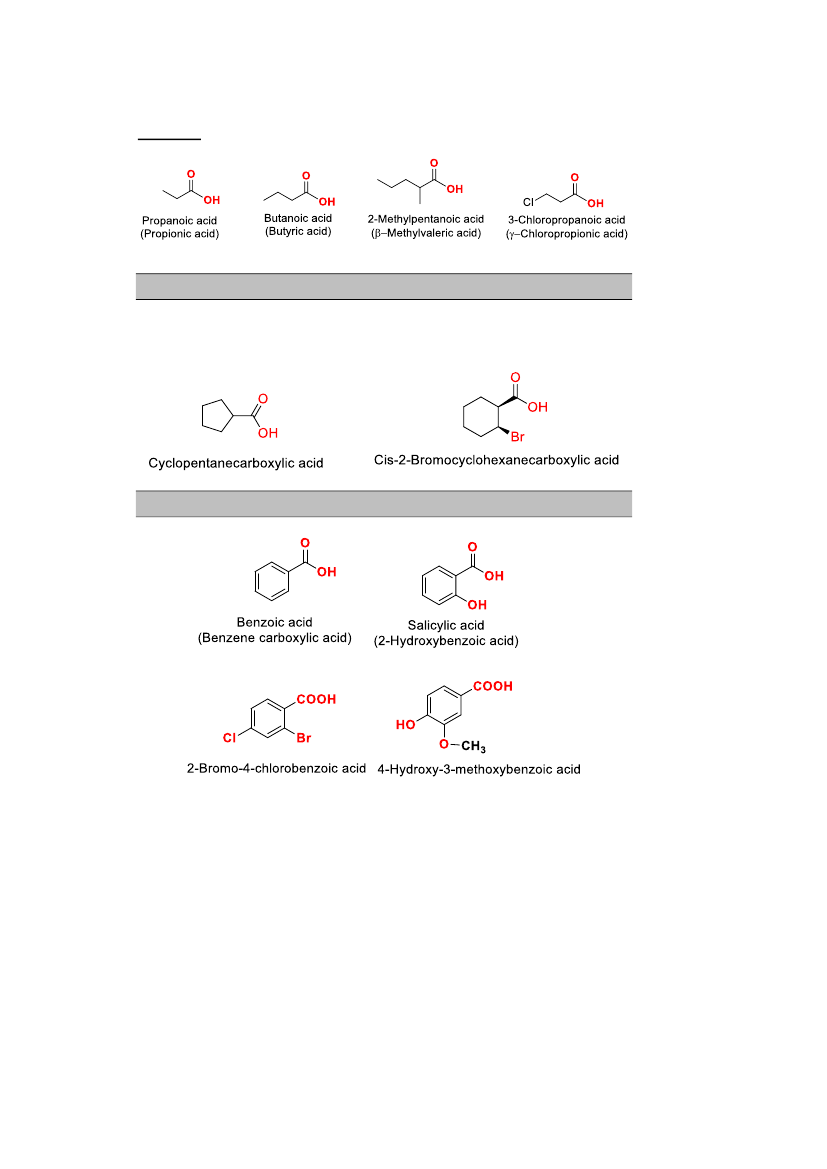 O
OH
Propanoic acid
(Propionic acid)
O
OH
Butanoic acid
(Butyric acid)
O
OH
2-Methylpentanoic acid
(β−Methylvaleric acid)
O
Cl
OH
3-Chloropropanoic acid
(γ−Chloropropionic acid)
O
OH
Cyclopentanecarboxylic acid
O
OH
Br
Cis-2-Bromocyclohexanecarboxylic acid
O
OH
Benzoic acid
(Benzene carboxylic acid)
O
OH
OH
Salicylic acid
(2-Hydroxybenzoic acid)
COOH
Cl
Br
2-Bromo-4-chlorobenzoic acid
COOH
HO
O CH3
4-Hydroxy-3-methoxybenzoic acid